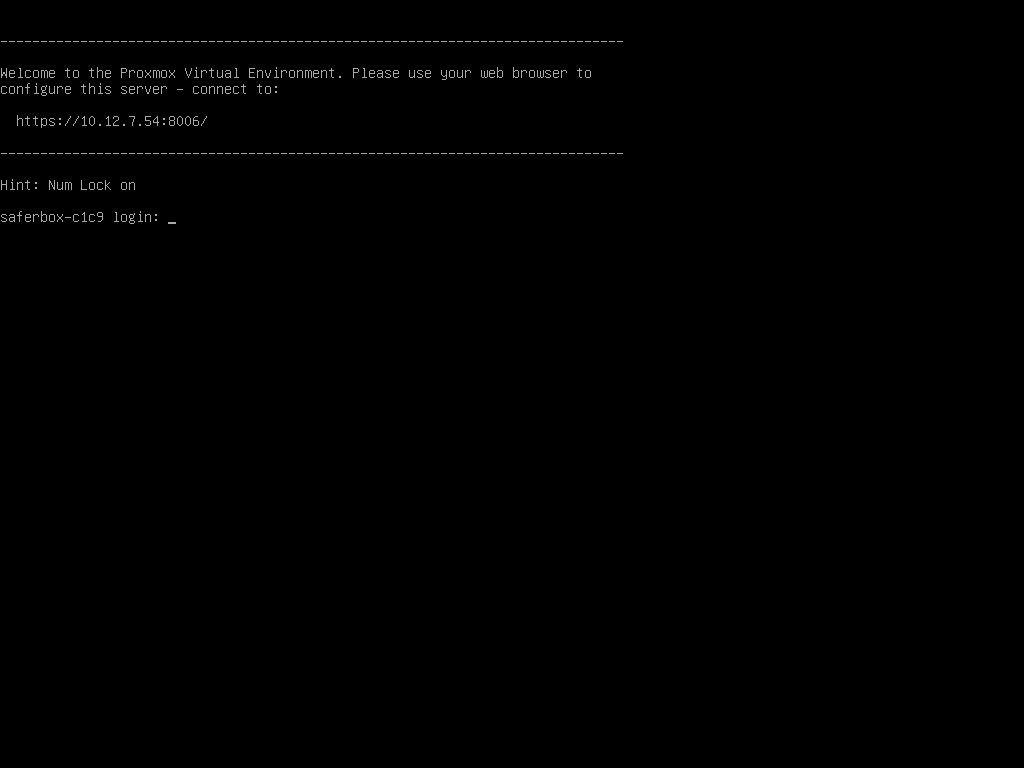 ------------------------------------------------------------------------------
Welcome to the Proxmox Virtual Environment. Please use your web browser to
configure this server - connect to:
https://10.12.7.54:8006/
------------------------------------------------------------------------------
Hint: Num Lock on
saferbox-c1c9 login: _